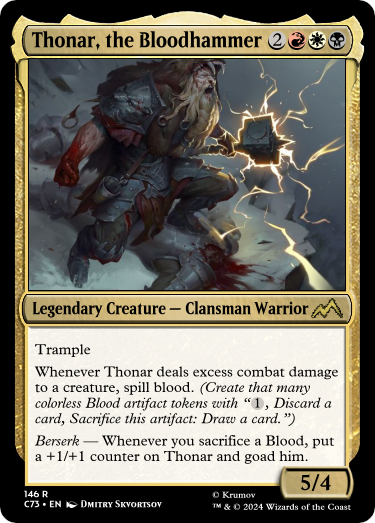 Thonar, the Bloodhammer 2
Legendary Creature — Clansman Warrior
Trample
Whenever Thonar deals excess combat damage
to a creature, spill blood. (Create that many
colorless Blood artifact tokens with “1, Discard a
card, Sacrifice this artifact: Draw a card.”)
Berserk — Whenever you sacrifice a Blood, put
a +1/+1 counter on Thonar and goad him.
5/4
146 R
C73 • EN Dmitry Skvortsov
© Krumov
™ & © 2024 Wizards of the Coast